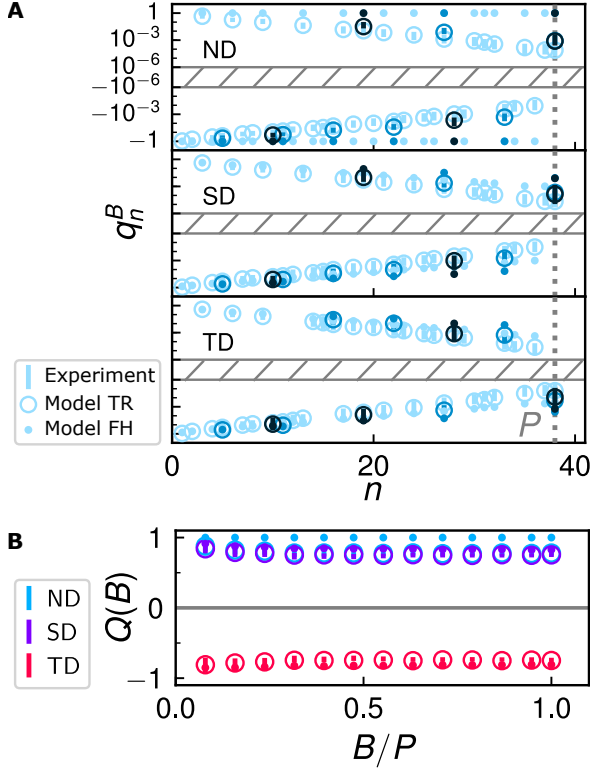 A
1
10^{-3}
10^{-6}
-10^{-6}
-10^{-3}
-1
ND
SD
TD
q_n^B
Experiment
Model TR
Model FH
P
0
20
40
n
B
1
0
-1
Q(B)
ND
SD
TD
0.0
0.5
1.0
B/P